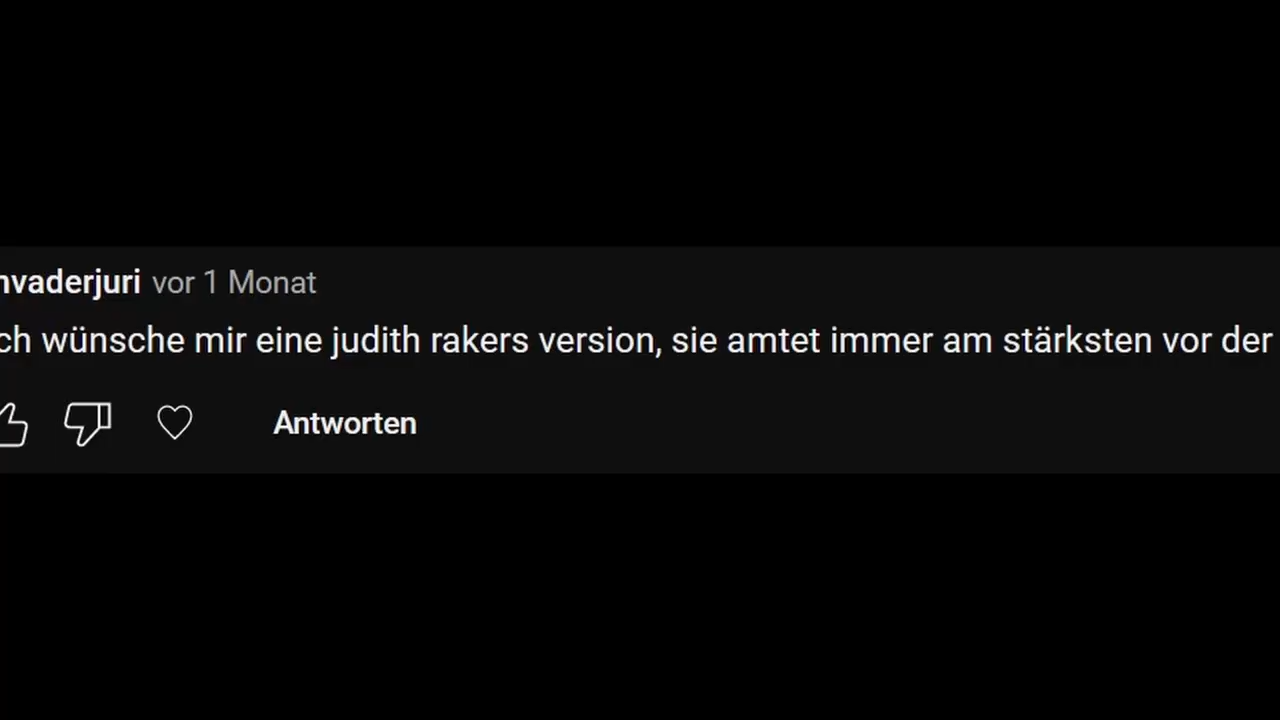 nvaderjuri vor 1 Monat
ch wünsche mir eine judith rakers version, sie amtet immer am stärksten vor der
Antworten